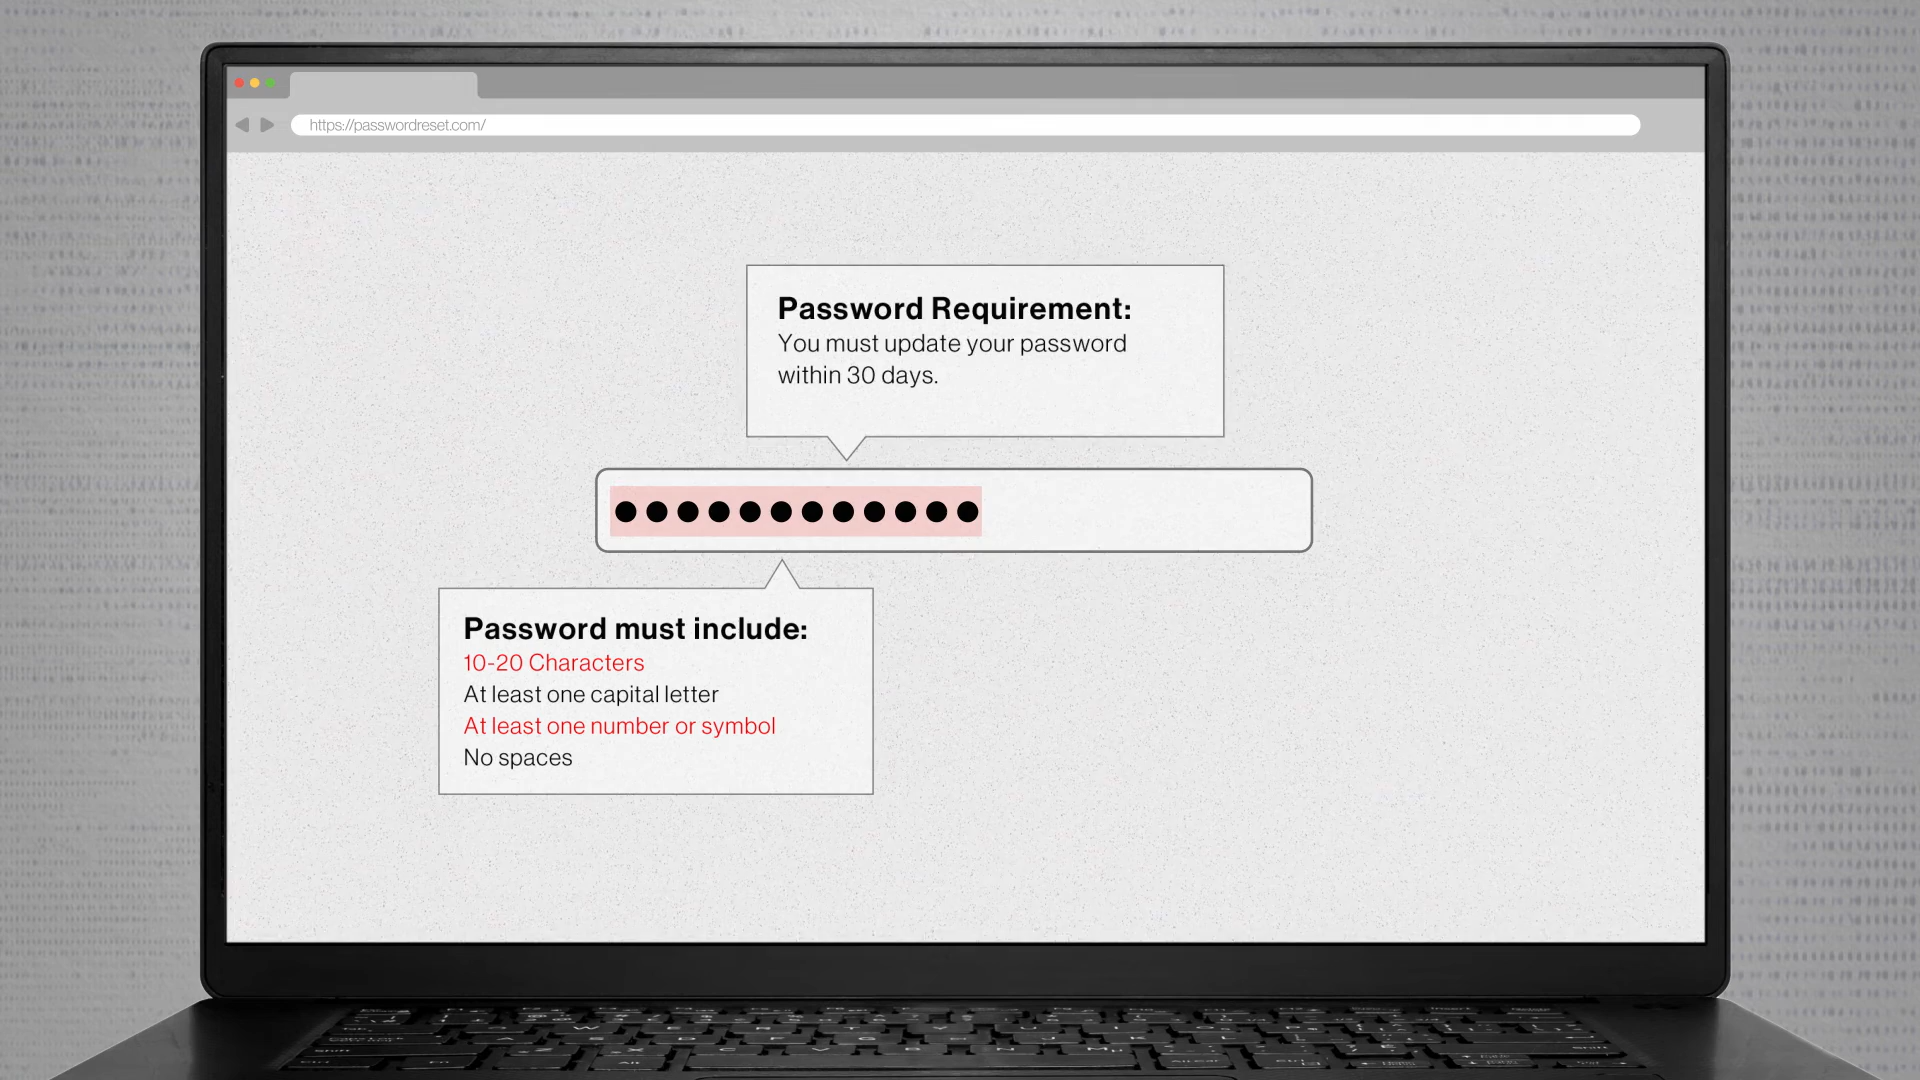 https://passwordreset.com/
Password Requirement:
You must update your password
within 30 days.
Password must include:
10-20 Characters
At least one capital letter
At least one number or symbol
No spaces